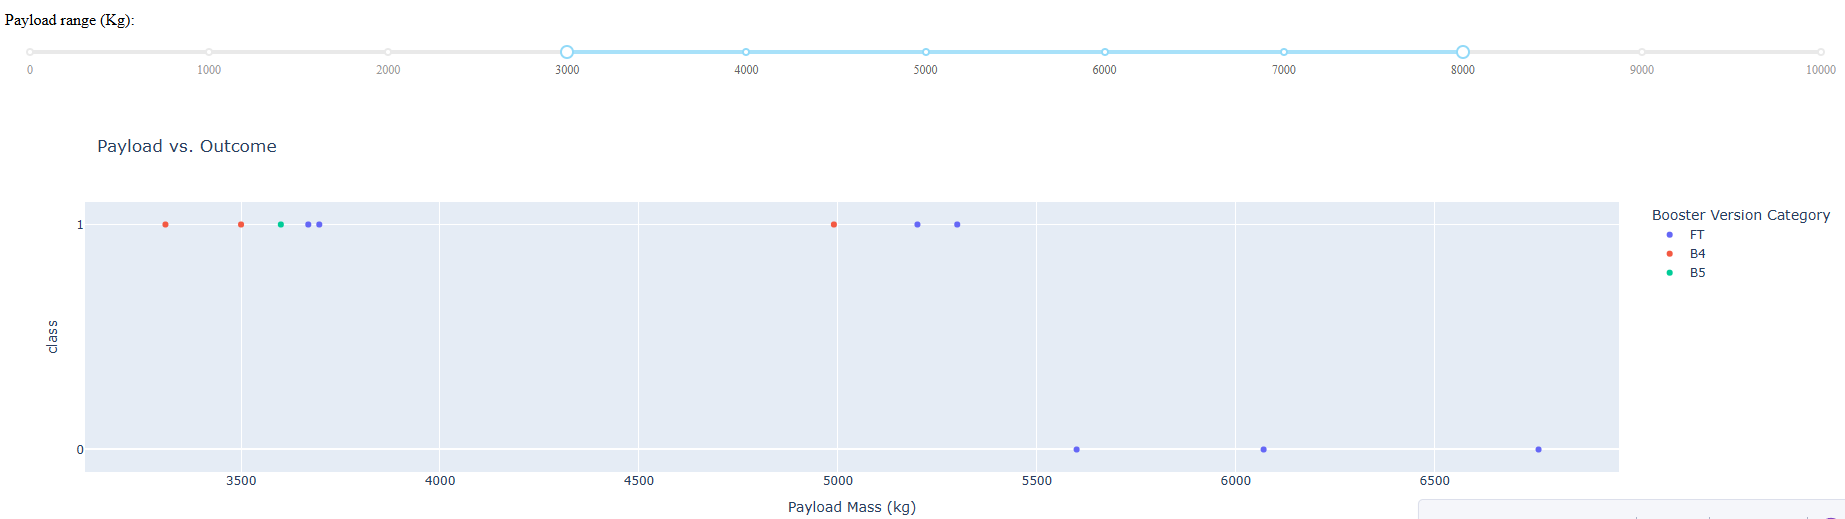 Payload range (Kg):
0 1000 2000 3000 4000 5000 6000 7000 8000 9000 10000
Payload vs. Outcome
Booster Version Category
FT
B4
B5
1
class
0
3500 4000 4500 5000 5500 6000 6500
Payload Mass (kg)